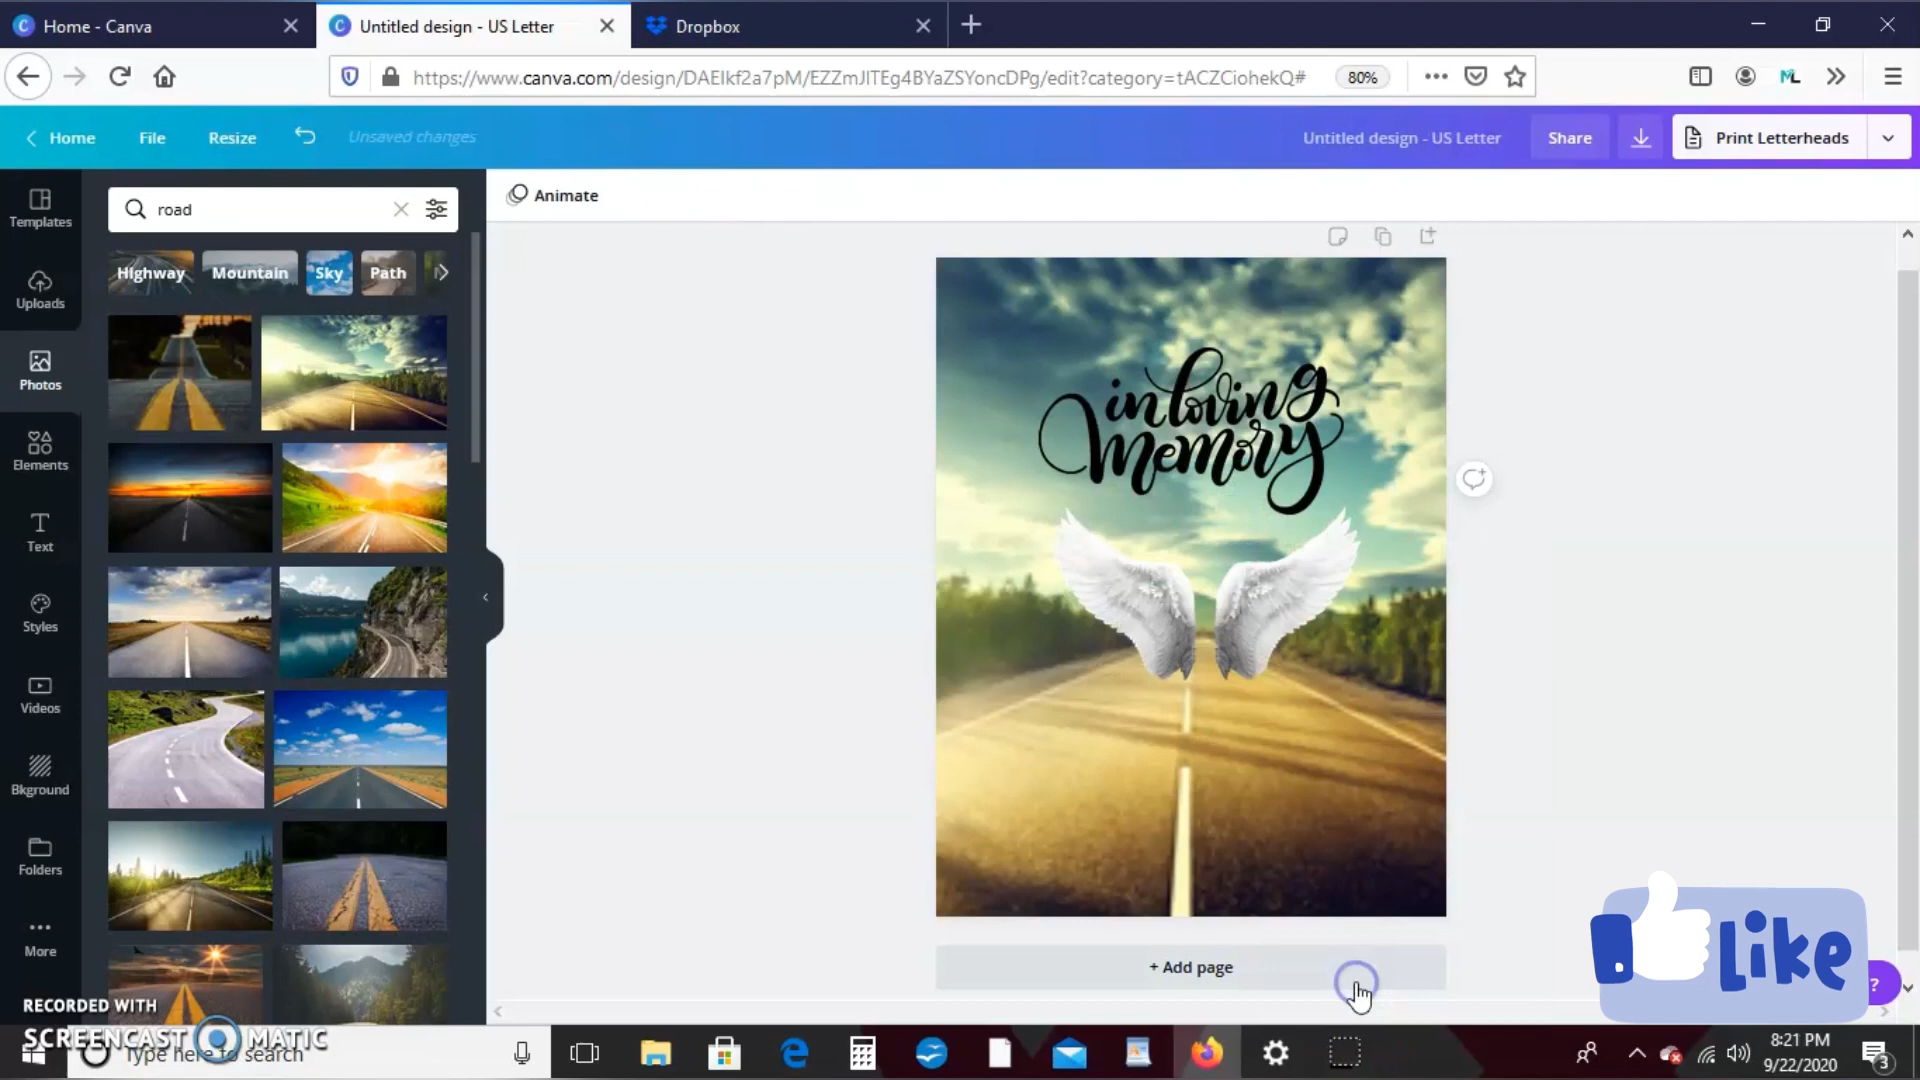 Home - Canva
Untitled design - US Letter
Dropbox
https://www.canva.com/design/DAEIkf2a7pM/EZZmJITEg4BYaZSYoncDPg/edit?category=tACZCiohekQ#
80%
Home
File
Resize
Unsaved changes
Untitled design - US Letter
Share
Print Letterheads
Templates
Uploads
Photos
Elements
Text
Styles
Videos
Bkground
Folders
More
road
Highway
Mountain
Sky
Path
Animate
in loving
memory
+ Add page
like
?
RECORDED WITH
SCREENCAST MATIC
Type here to search
8:21 PM
9/22/2020
3